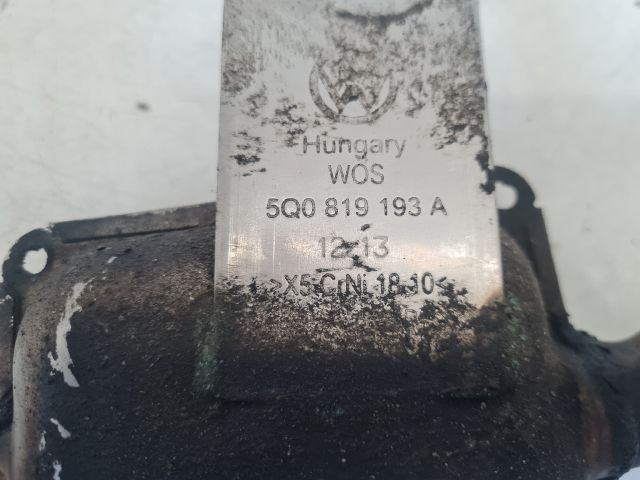 Hungary
WOS
5Q0 819 193 A
12-13
>X5 CrNi 18 10<